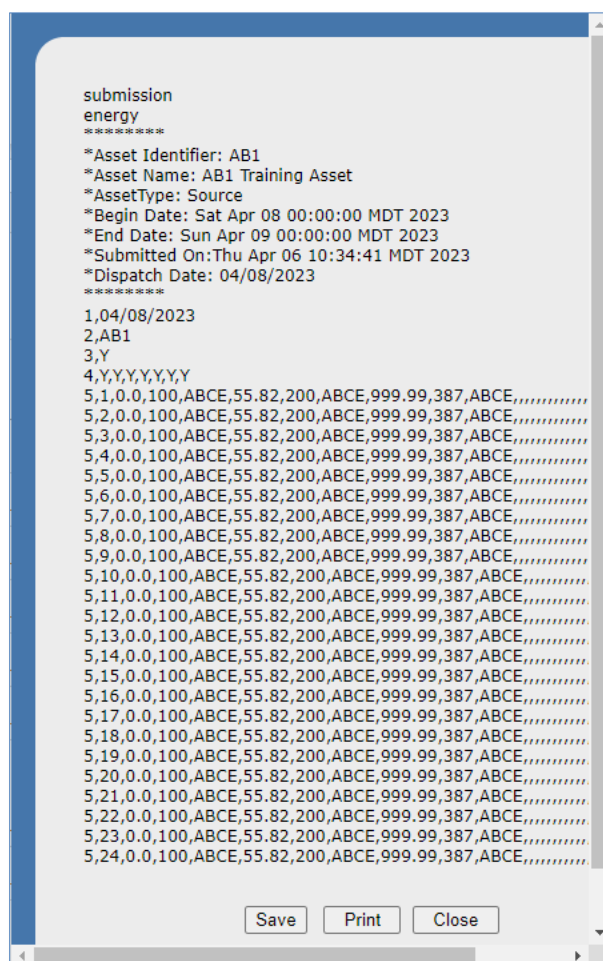 submission
energy
********
*Asset Identifier: AB1
*Asset Name: AB1 Training Asset
*AssetType: Source
*Begin Date: Sat Apr 08 00:00:00 MDT 2023
*End Date: Sun Apr 09 00:00:00 MDT 2023
*Submitted On:Thu Apr 06 10:34:41 MDT 2023
*Dispatch Date: 04/08/2023
********
1,04/08/2023
2,AB1
3,Y
4,Y,Y,Y,Y,Y,Y,Y
5,1,0.0,100,ABCE,55.82,200,ABCE,999.99,387,ABCE,,,,,,,,,,,,,
5,2,0.0,100,ABCE,55.82,200,ABCE,999.99,387,ABCE,,,,,,,,,,,,,
5,3,0.0,100,ABCE,55.82,200,ABCE,999.99,387,ABCE,,,,,,,,,,,,,
5,4,0.0,100,ABCE,55.82,200,ABCE,999.99,387,ABCE,,,,,,,,,,,,,
5,5,0.0,100,ABCE,55.82,200,ABCE,999.99,387,ABCE,,,,,,,,,,,,,
5,6,0.0,100,ABCE,55.82,200,ABCE,999.99,387,ABCE,,,,,,,,,,,,,
5,7,0.0,100,ABCE,55.82,200,ABCE,999.99,387,ABCE,,,,,,,,,,,,,
5,8,0.0,100,ABCE,55.82,200,ABCE,999.99,387,ABCE,,,,,,,,,,,,,
5,9,0.0,100,ABCE,55.82,200,ABCE,999.99,387,ABCE,,,,,,,,,,,,,
5,10,0.0,100,ABCE,55.82,200,ABCE,999.99,387,ABCE,,,,,,,,,,,
5,11,0.0,100,ABCE,55.82,200,ABCE,999.99,387,ABCE,,,,,,,,,,,
5,12,0.0,100,ABCE,55.82,200,ABCE,999.99,387,ABCE,,,,,,,,,,,
5,13,0.0,100,ABCE,55.82,200,ABCE,999.99,387,ABCE,,,,,,,,,,,
5,14,0.0,100,ABCE,55.82,200,ABCE,999.99,387,ABCE,,,,,,,,,,,
5,15,0.0,100,ABCE,55.82,200,ABCE,999.99,387,ABCE,,,,,,,,,,,
5,16,0.0,100,ABCE,55.82,200,ABCE,999.99,387,ABCE,,,,,,,,,,,
5,17,0.0,100,ABCE,55.82,200,ABCE,999.99,387,ABCE,,,,,,,,,,,
5,18,0.0,100,ABCE,55.82,200,ABCE,999.99,387,ABCE,,,,,,,,,,,
5,19,0.0,100,ABCE,55.82,200,ABCE,999.99,387,ABCE,,,,,,,,,,,
5,20,0.0,100,ABCE,55.82,200,ABCE,999.99,387,ABCE,,,,,,,,,,,
5,21,0.0,100,ABCE,55.82,200,ABCE,999.99,387,ABCE,,,,,,,,,,,
5,22,0.0,100,ABCE,55.82,200,ABCE,999.99,387,ABCE,,,,,,,,,,,
5,23,0.0,100,ABCE,55.82,200,ABCE,999.99,387,ABCE,,,,,,,,,,,
5,24,0.0,100,ABCE,55.82,200,ABCE,999.99,387,ABCE,,,,,,,,,,,
Save Print Close